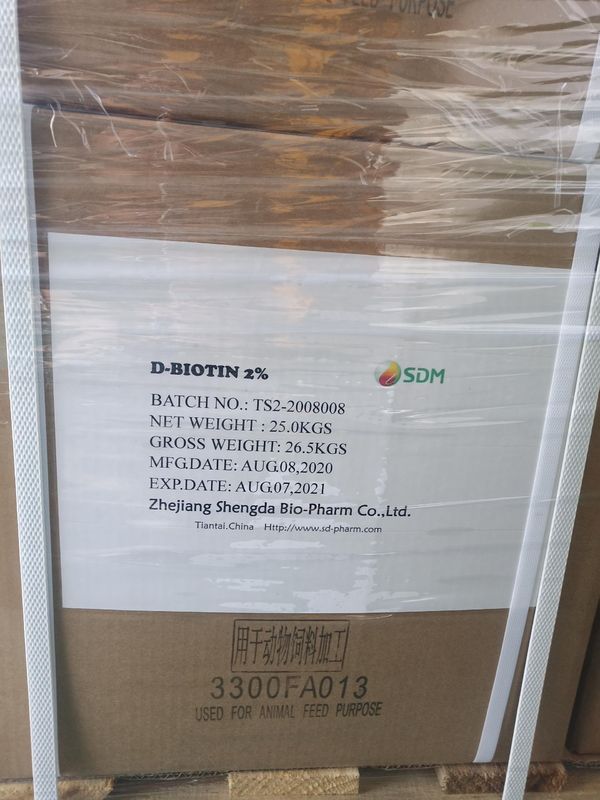 FEED PURPOSE
D-BIOTIN 2%
SDM
BATCH NO.: TS2-2008008
NET WEIGHT : 25.0KGS
GROSS WEIGHT: 26.5KGS
MFG.DATE: AUG.08,2020
EXP.DATE: AUG.07,2021
Zhejiang Shengda Bio-Pharm Co.,Ltd.
Tiantai.China Http://www.sd-pharm.com
用于动物饲料加工
3300FA013
USED FOR ANIMAL FEED PURPOSE